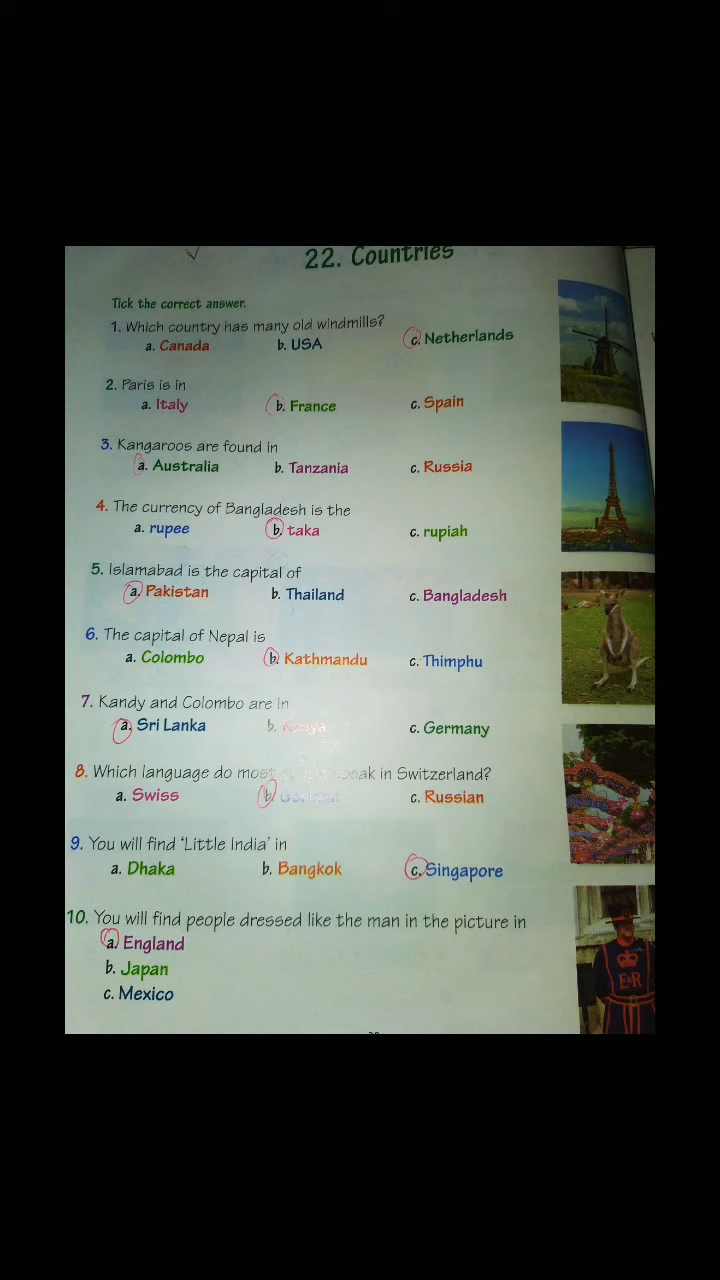 22. Countries
Tick the correct answer.
1. Which country has many old windmills?
a. Canada b. USA c. Netherlands
2. Paris is in
a. Italy b. France c. Spain
3. Kangaroos are found in
a. Australia b. Tanzania c. Russia
4. The currency of Bangladesh is the
a. rupee b. taka c. rupiah
5. Islamabad is the capital of
a. Pakistan b. Thailand c. Bangladesh
6. The capital of Nepal is
a. Colombo b. Kathmandu c. Thimphu
7. Kandy and Colombo are in
a. Sri Lanka b. Kenya c. Germany
8. Which language do most people speak in Switzerland?
a. Swiss b. German c. Russian
9. You will find 'Little India' in
a. Dhaka b. Bangkok c. Singapore
10. You will find people dressed like the man in the picture in
a. England
b. Japan
c. Mexico
E R